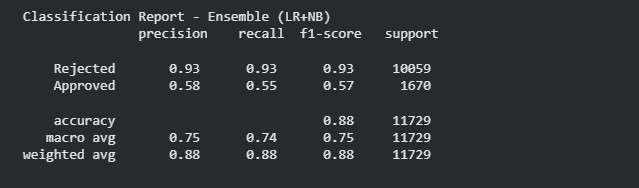 Classification Report - Ensemble (LR+NB)
precision recall f1-score support
Rejected 0.93 0.93 0.93 10059
Approved 0.58 0.55 0.57 1670
accuracy 0.88 11729
macro avg 0.75 0.74 0.75 11729
weighted avg 0.88 0.88 0.88 11729